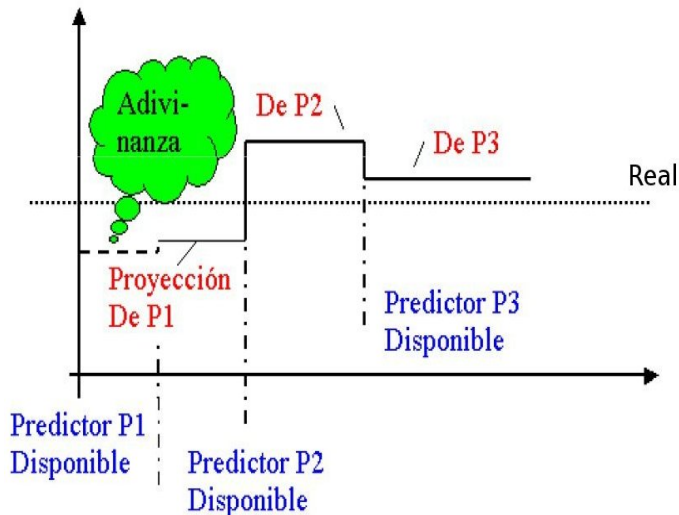 Adivi-
nanza
De P2
De P3
Real
Proyección
De P1
Predictor P3
Disponible
Predictor P1
Disponible
Predictor P2
Disponible